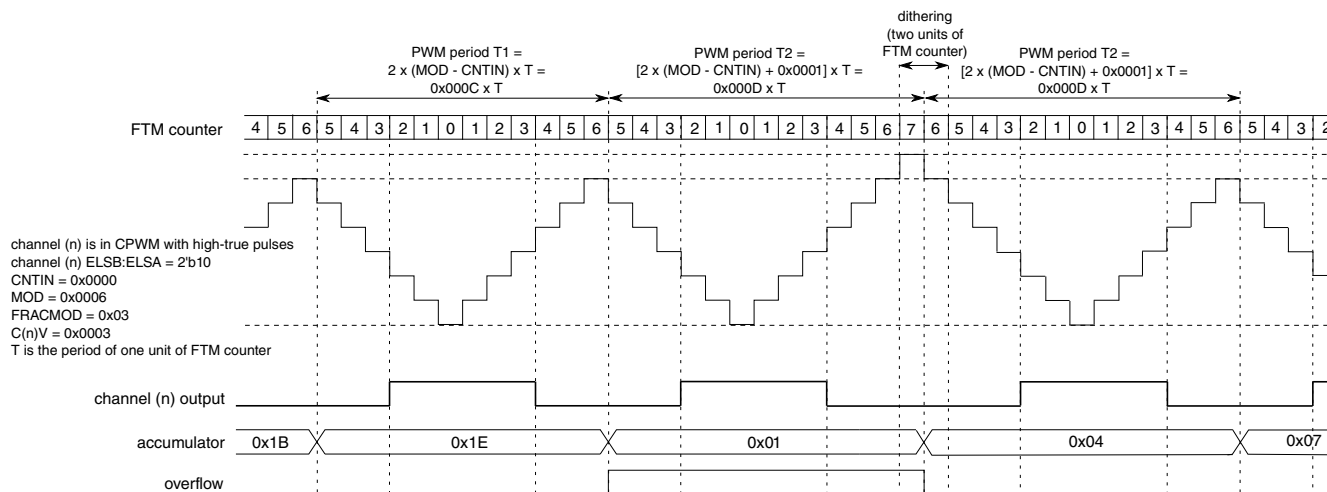 dithering
(two units of
FTM counter)
PWM period T1 =
2 x (MOD - CNTIN) x T =
0x000C x T
PWM period T2 =
[2 x (MOD - CNTIN) + 0x0001] x T =
0x000D x T
PWM period T2 =
[2 x (MOD - CNTIN) + 0x0001] x T =
0x000D x T
FTM counter 4 5 6 5 4 3 2 1 0 1 2 3 4 5 6 5 4 3 2 1 0 1 2 3 4 5 6 7 6 5 4 3 2 1 0 1 2 3 4 5 6 5 4 3 2
channel (n) is in CPWM with high-true pulses
channel (n) ELSB:ELSA = 2'b10
CNTIN = 0x0000
MOD = 0x0006
FRACMOD = 0x03
C(n)V = 0x0003
T is the period of one unit of FTM counter
channel (n) output
accumulator 0x1B 0x1E 0x01 0x04 0x07
overflow